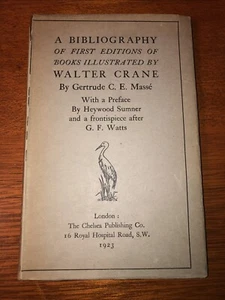 A BIBLIOGRAPHY
OF FIRST EDITIONS OF
BOOKS ILLUSTRATED BY
WALTER CRANE
By Gertrude C. E. Massé
With a Preface
By Heywood Sumner
and a frontispiece after
G. F. Watts
London :
The Chelsea Publishing Co.
16 Royal Hospital Road, S.W.
1923